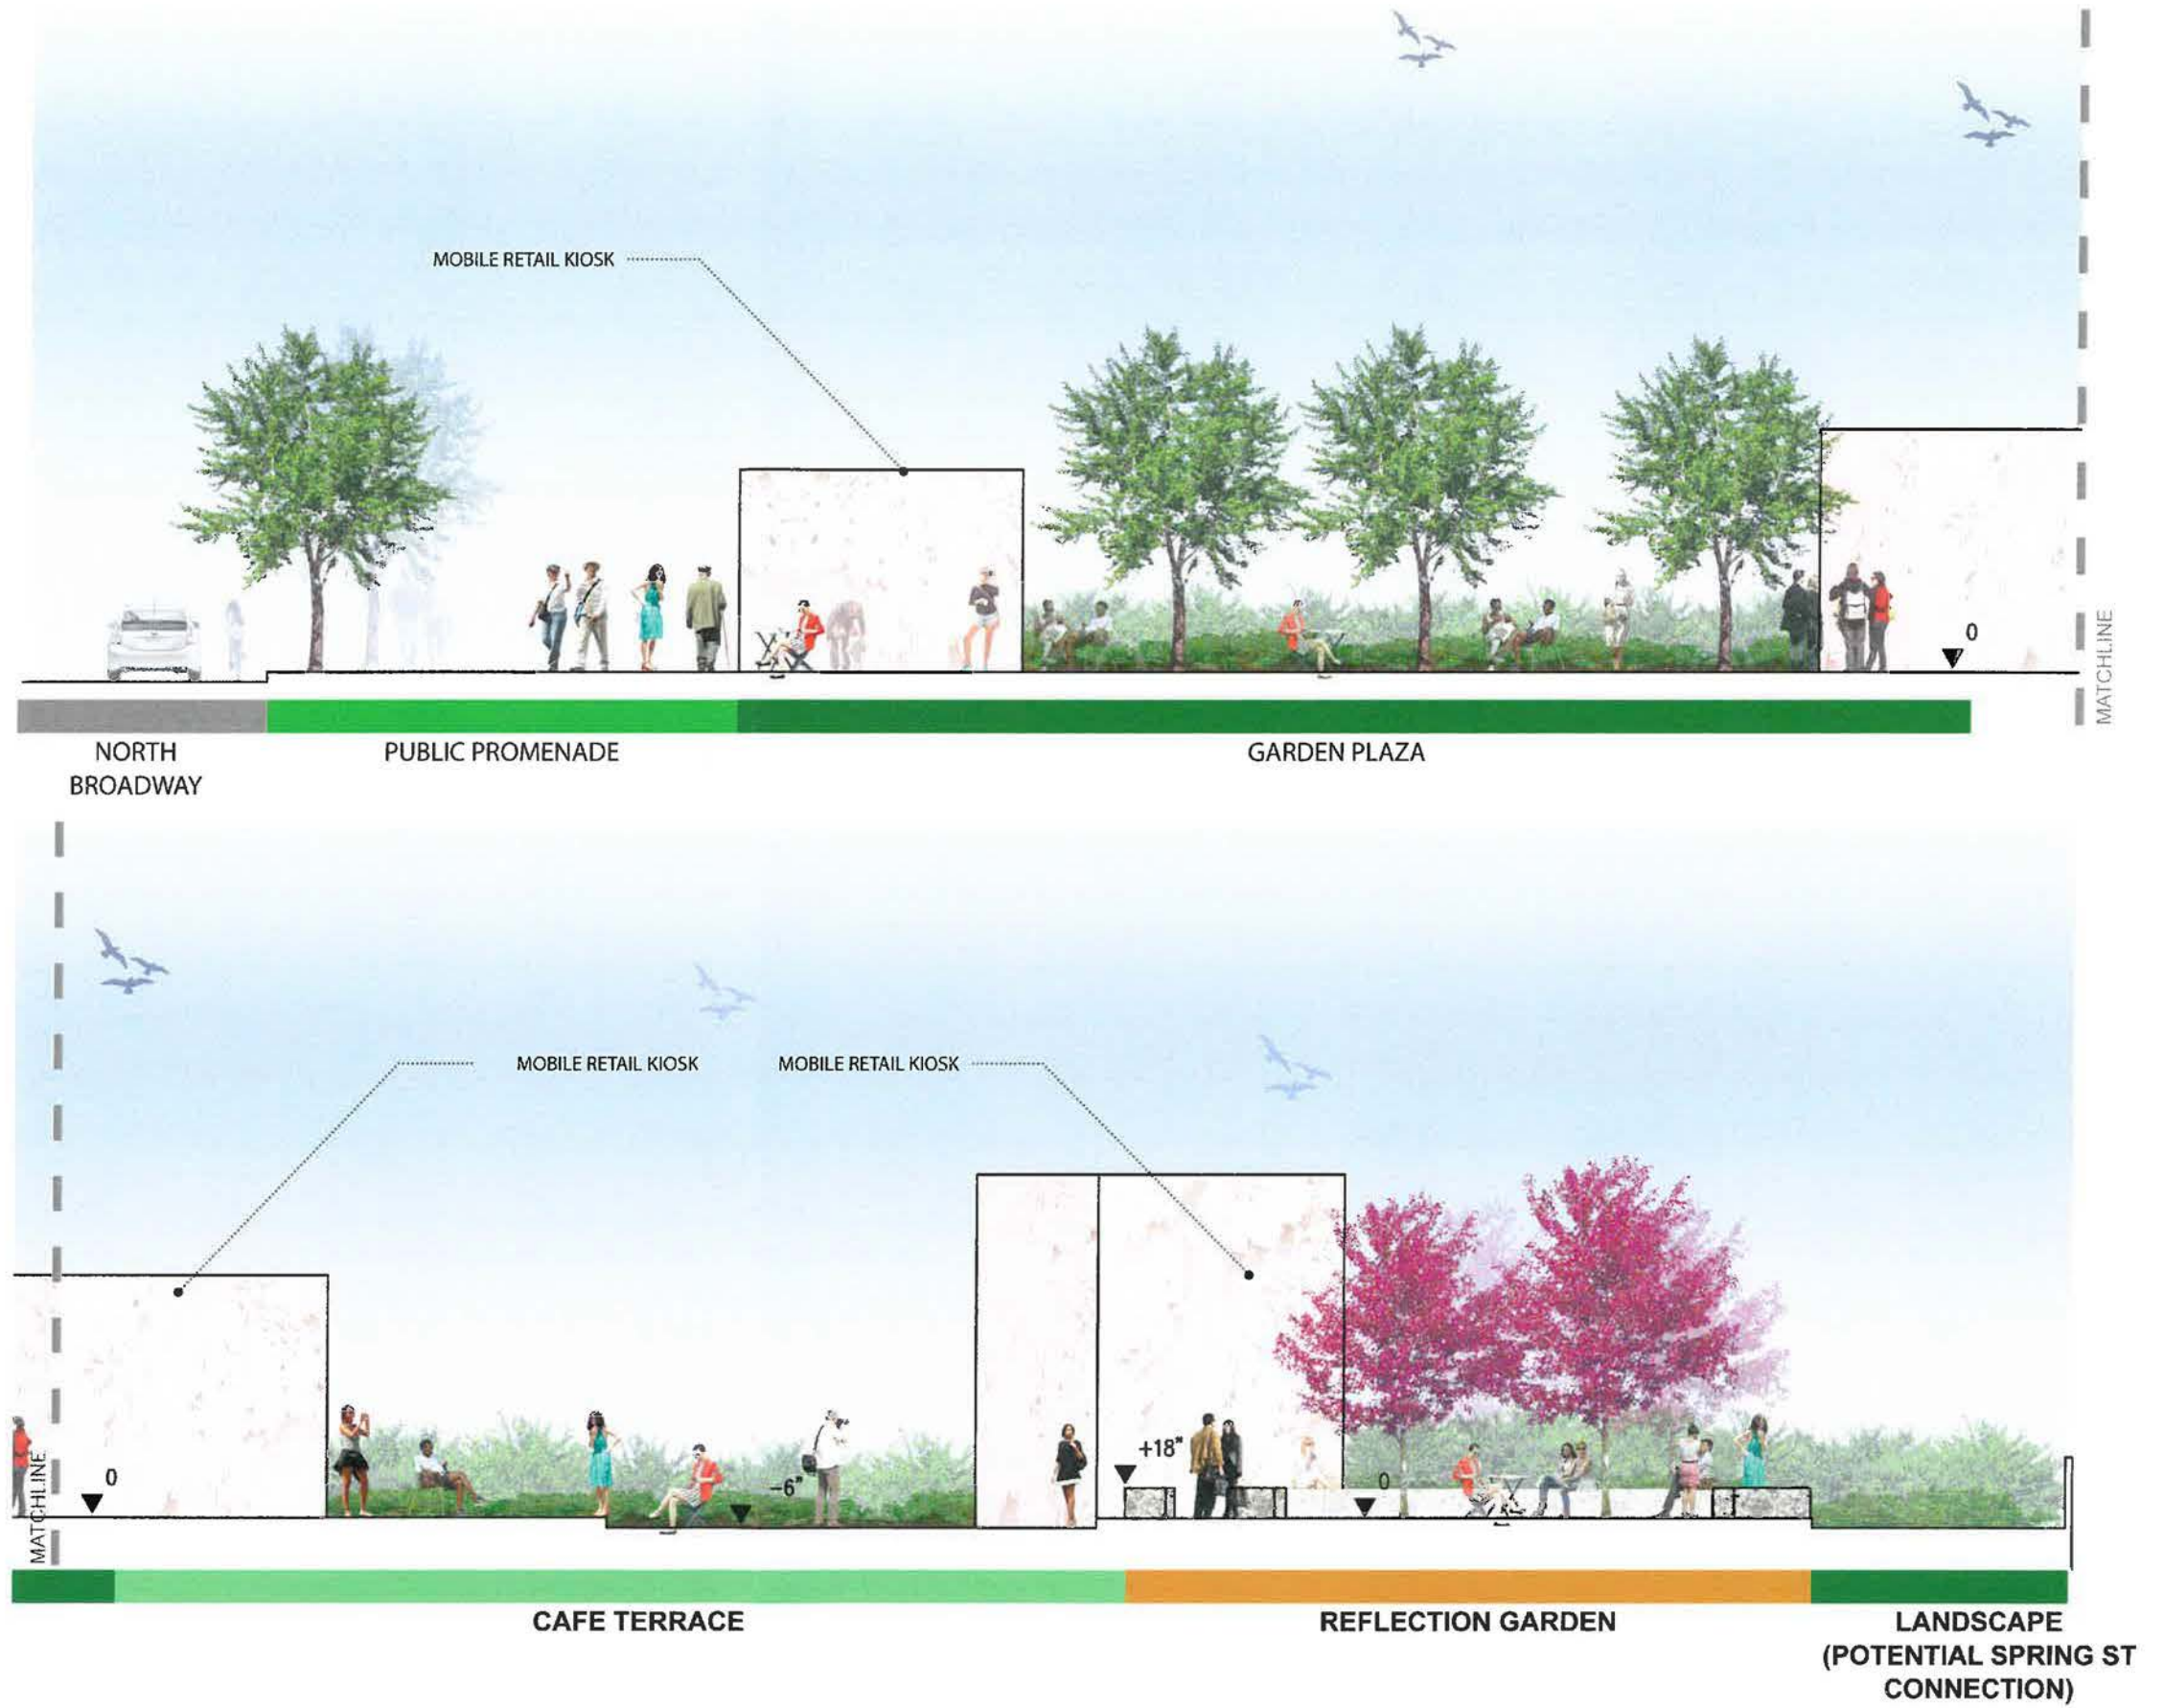 MOBILE RETAIL KIOSK
0
MATCHLINE
NORTH
BROADWAY
PUBLIC PROMENADE
GARDEN PLAZA
MOBILE RETAIL KIOSK
MOBILE RETAIL KIOSK
MATCHLINE
0
-6"
+18"
0
CAFE TERRACE
REFLECTION GARDEN
LANDSCAPE
(POTENTIAL SPRING ST
CONNECTION)